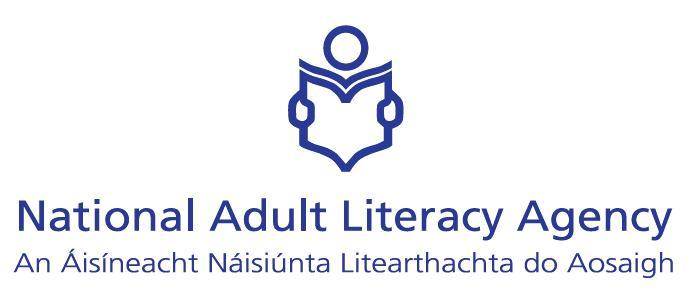 National Adult Literacy Agency
An Áisíneacht Náisiúnta Litearthachta do Aosaigh